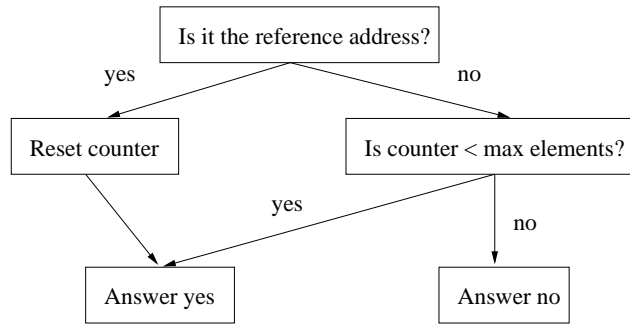 Is it the reference address?
yes
no
Reset counter
Is counter < max elements?
yes
no
Answer yes
Answer no